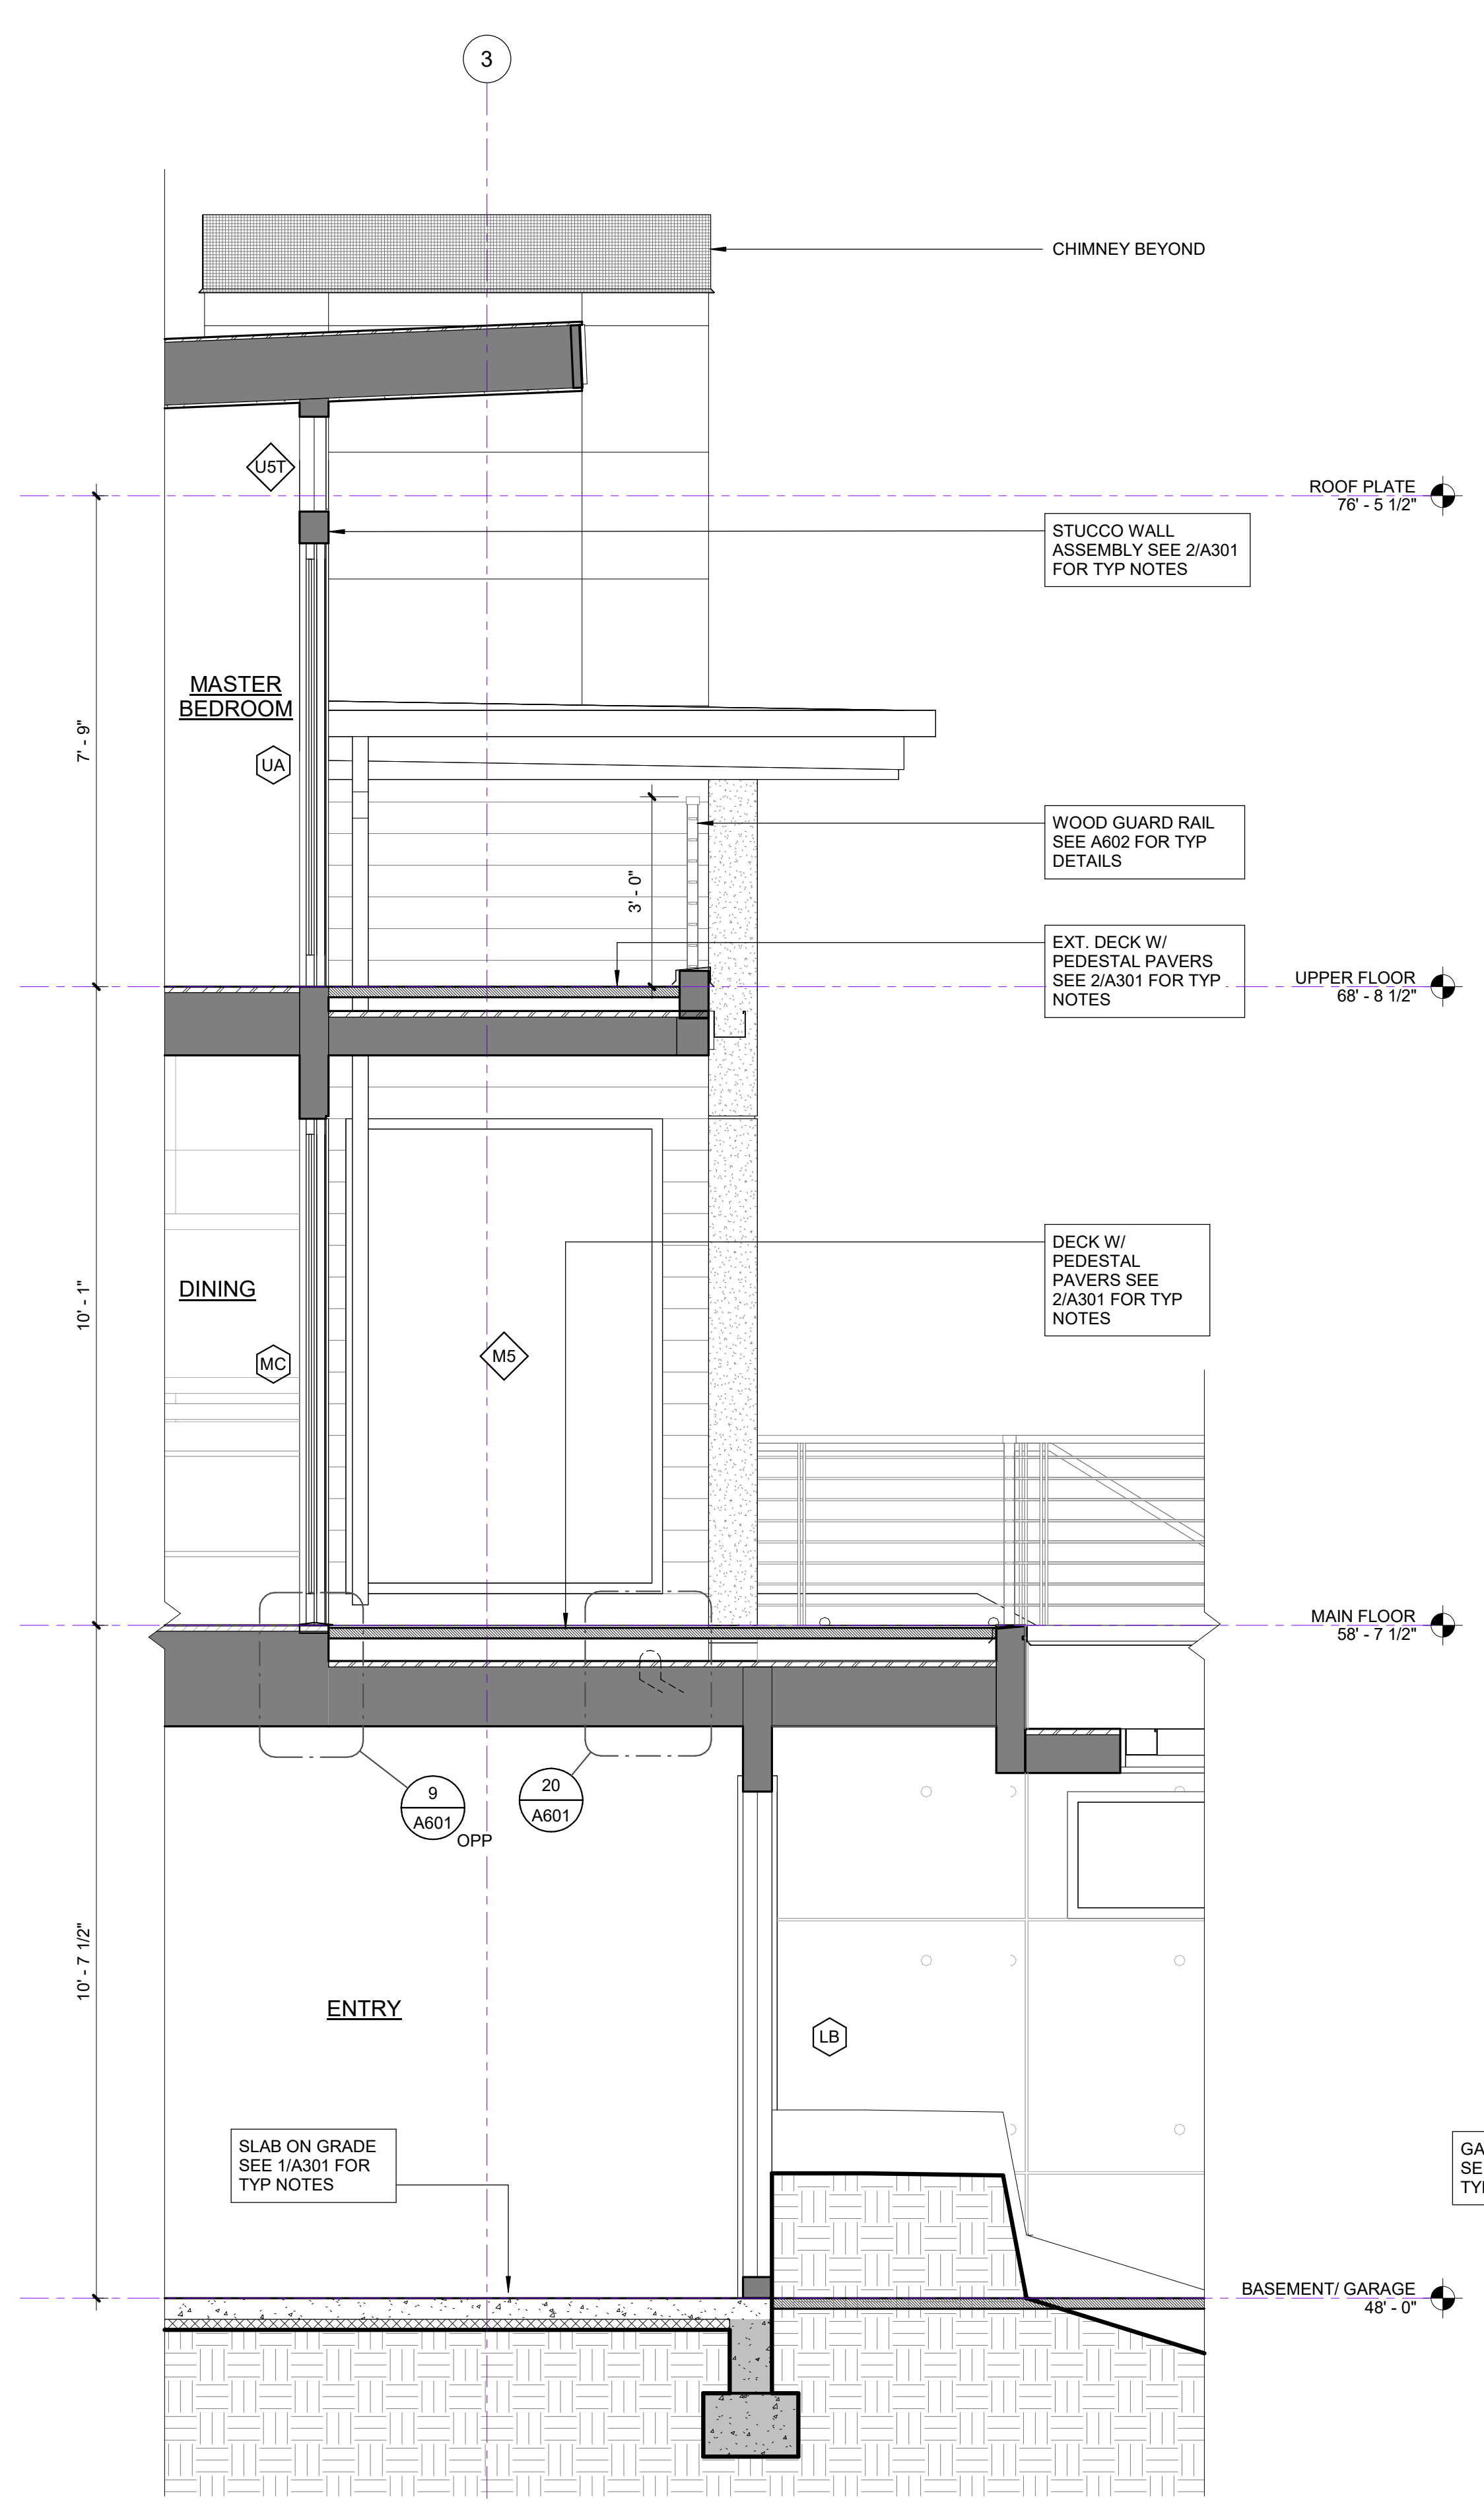 3
CHIMNEY BEYOND
U5T
ROOF PLATE
76' - 5 1/2"
STUCCO WALL
ASSEMBLY SEE 2/A301
FOR TYP NOTES
MASTER
BEDROOM
7' - 9"
UA
WOOD GUARD RAIL
SEE A602 FOR TYP
DETAILS
3' - 0"
EXT. DECK W/
PEDESTAL PAVERS
SEE 2/A301 FOR TYP
NOTES
UPPER FLOOR
68' - 8 1/2"
DECK W/
PEDESTAL
PAVERS SEE
2/A301 FOR TYP
NOTES
DINING
10' - 1"
MC
M5
MAIN FLOOR
58' - 7 1/2"
9
A601
OPP
20
A601
10' - 7 1/2"
ENTRY
LB
SLAB ON GRADE
SEE 1/A301 FOR
TYP NOTES
GA
SE
TY
BASEMENT/ GARAGE
48' - 0"